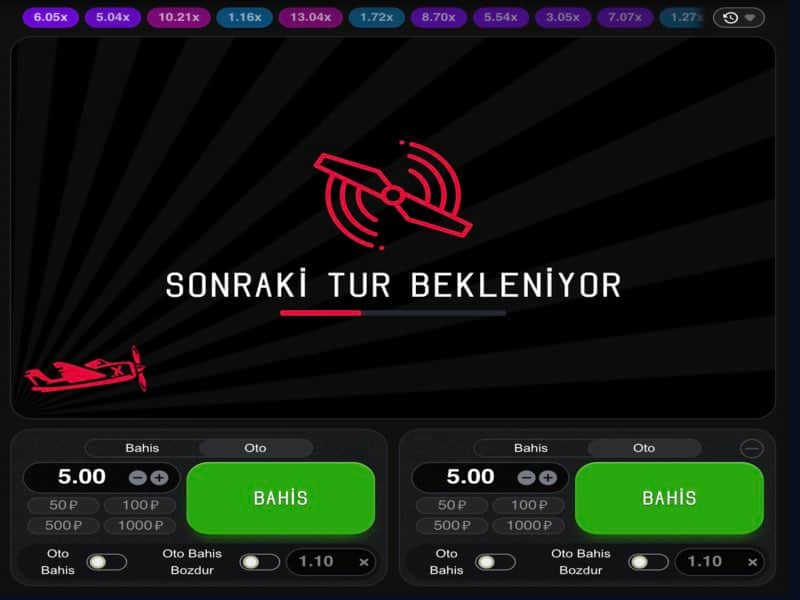 6.05x 5.04x 10.21x 1.16x 13.04x 1.72x 8.70x 5.54x 3.05x 7.07x 1.27x
SONRAKİ TUR BEKLENİYOR
X
Bahis Oto
5.00
BAHİS
50₽ 100₽
500₽ 1000₽
Oto Bahis
Oto Bahis Bozdur
1.10 ×
Bahis Oto
5.00
BAHİS
50₽ 100₽
500₽ 1000₽
Oto Bahis
Oto Bahis Bozdur
1.10 ×